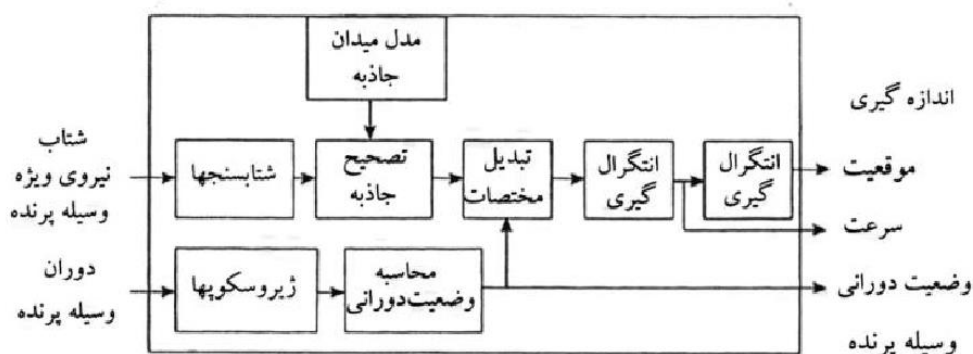 مدل میدان
جاذبه
اندازه گیری
شتاب
نیروی ویژه
وسیله پرنده
شتابسنجها
تصحیح
جاذبه
تبدیل
مختصات
انتگرال
گیری
انتگرال
گیری
موقعیت
سرعت
دوران
وسیله پرنده
ژیروسکوپها
محاسبه
وضعیت دورانی
وضعیت دورانی
وسیله پرنده